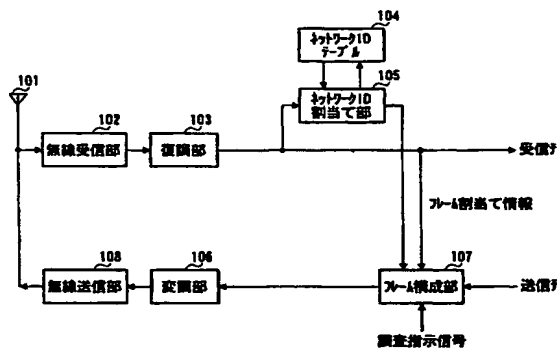 104
ネットワークID
テーブル
101
105
ネットワークID
割当て部
102
無線受信部
103
復調部
受信デ
フレーム割当て情報
108
無線送信部
106
変調部
107
フレーム構成部
送信デ
調査指示信号